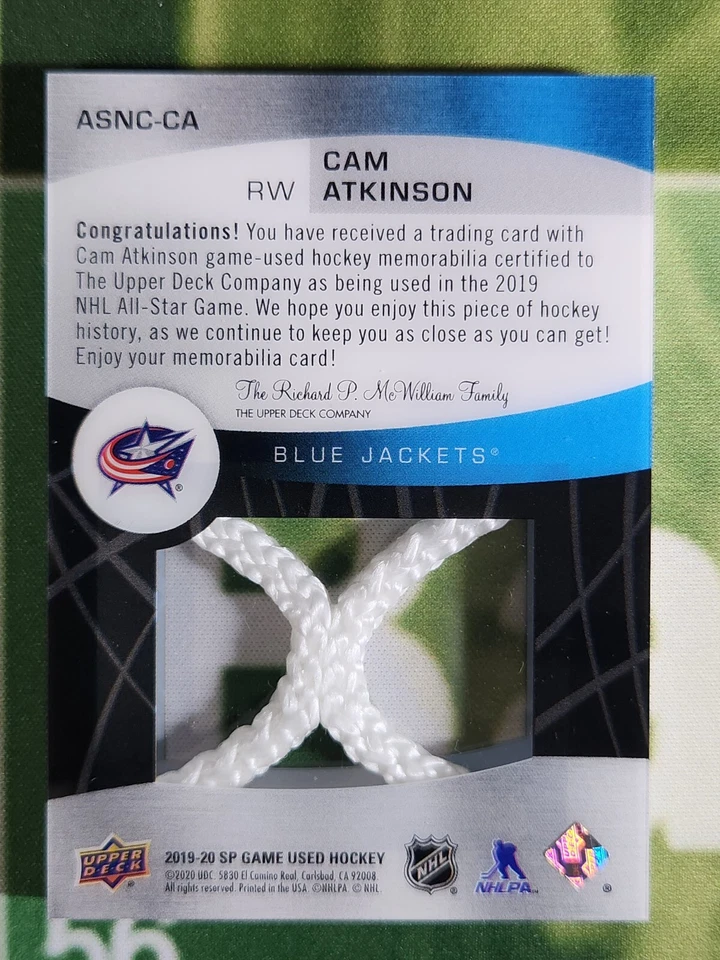 ASNC-CA
CAM
RW ATKINSON
Congratulations! You have received a trading card with
Cam Atkinson game-used hockey memorabilia certified to
The Upper Deck Company as being used in the 2019
NHL All-Star Game. We hope you enjoy this piece of hockey
history, as we continue to keep you as close as you can get!
Enjoy your memorabilia card!
The Richard P. McWilliam Family
THE UPPER DECK COMPANY
BLUE JACKETS®
UPPER DECK
2019-20 SP GAME USED HOCKEY
©2020 UDC. 5830 El Camino Real, Carlsbad, CA 92008.
All rights reserved. Printed in the USA. ©NHLPA. © NHL.
NHL
NHLPA
56